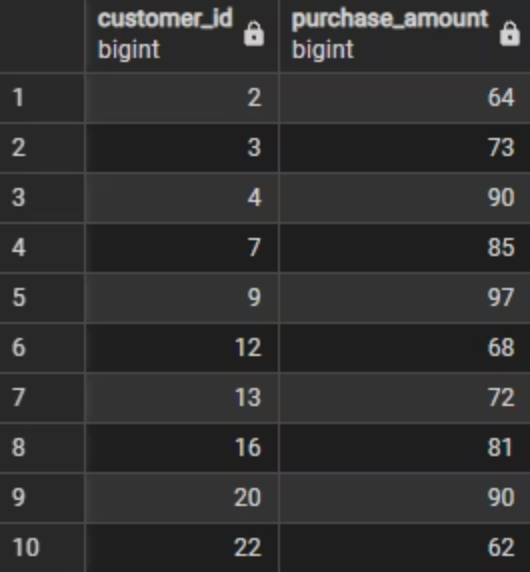 customer_id purchase_amount
bigint bigint
1 2 64
2 3 73
3 4 90
4 7 85
5 9 97
6 12 68
7 13 72
8 16 81
9 20 90
10 22 62